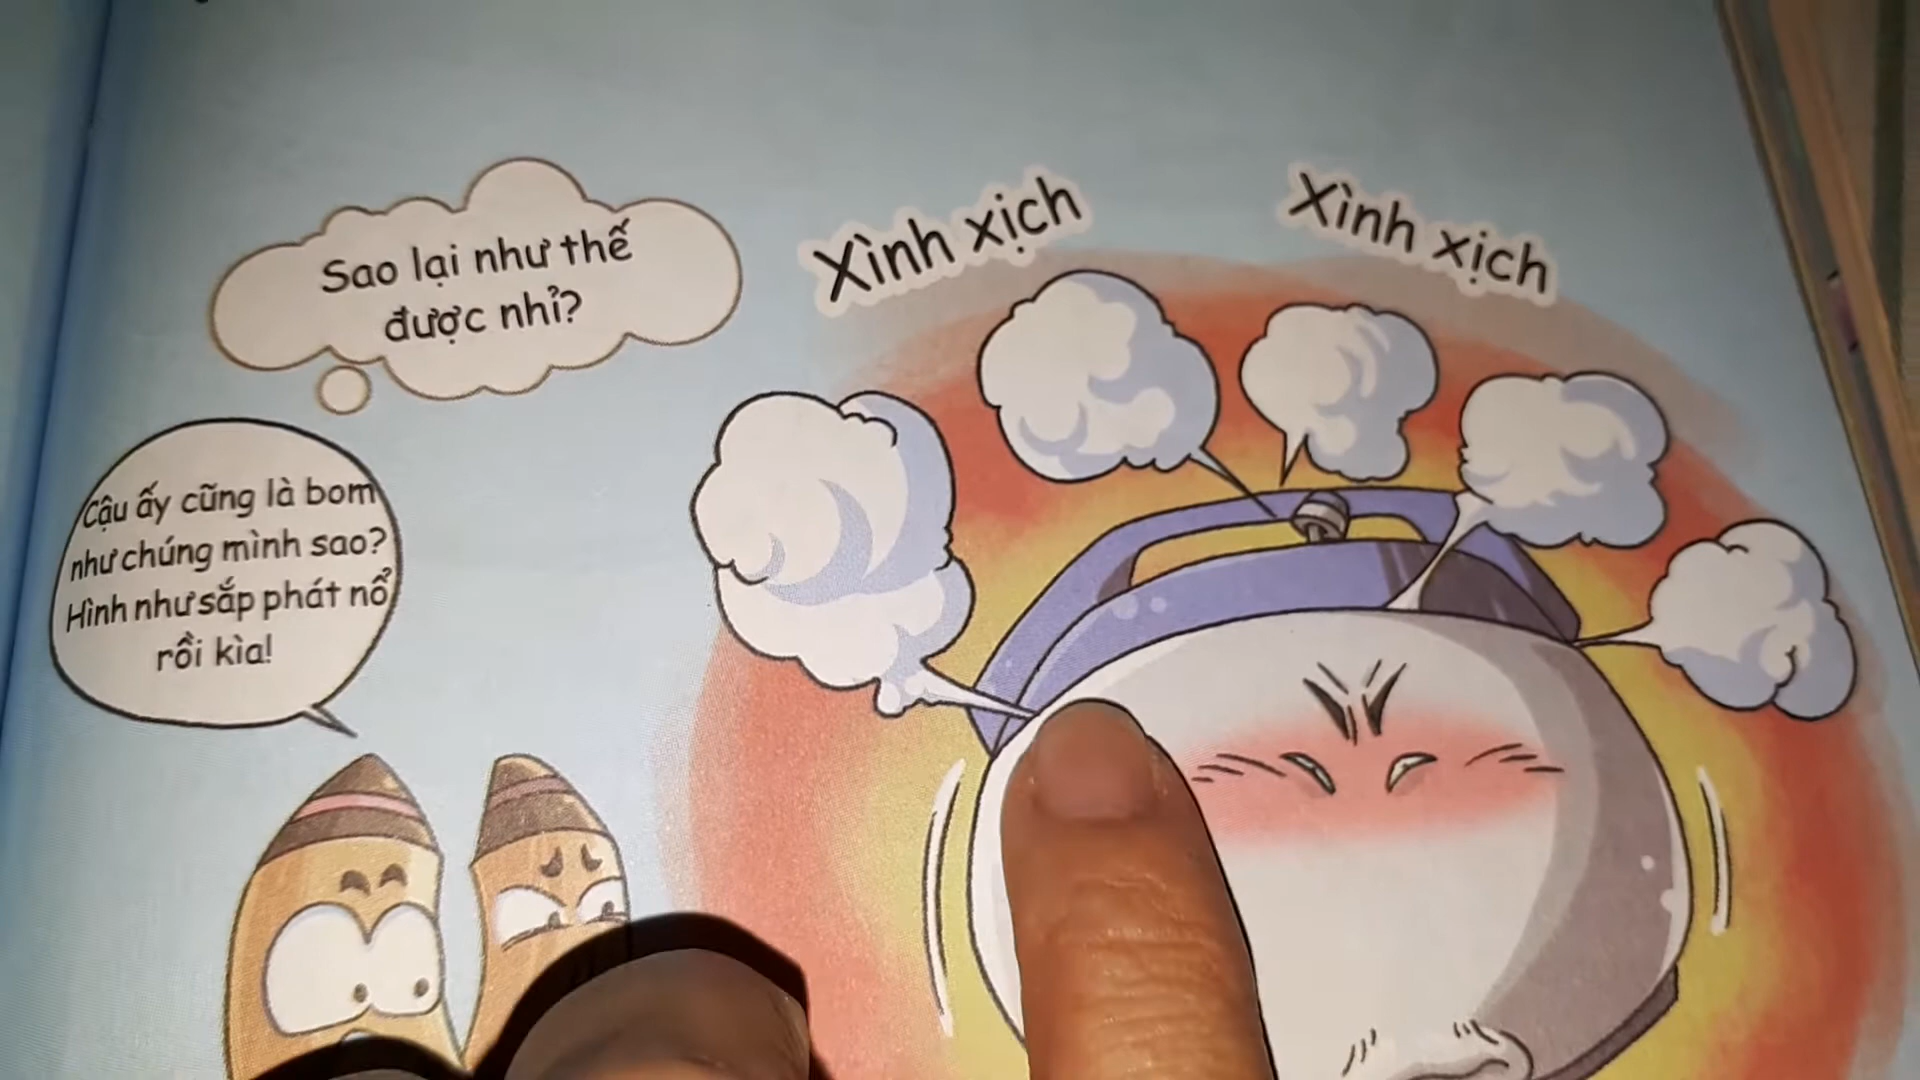 Sao lại như thế
được nhỉ?
Xình xịch
Xình xịch
Cậu ấy cũng là bom
như chúng mình sao?
Hình như sắp phát nổ
rồi kìa!